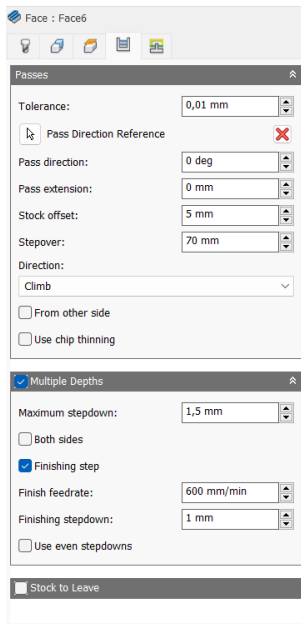 Face : Face6
Passes
Tolerance: 0,01 mm
Pass Direction Reference
Pass direction: 0 deg
Pass extension: 0 mm
Stock offset: 5 mm
Stepover: 70 mm
Direction:
Climb
From other side
Use chip thinning
Multiple Depths
Maximum stepdown: 1,5 mm
Both sides
Finishing step
Finish feedrate: 600 mm/min
Finishing stepdown: 1 mm
Use even stepdowns
Stock to Leave